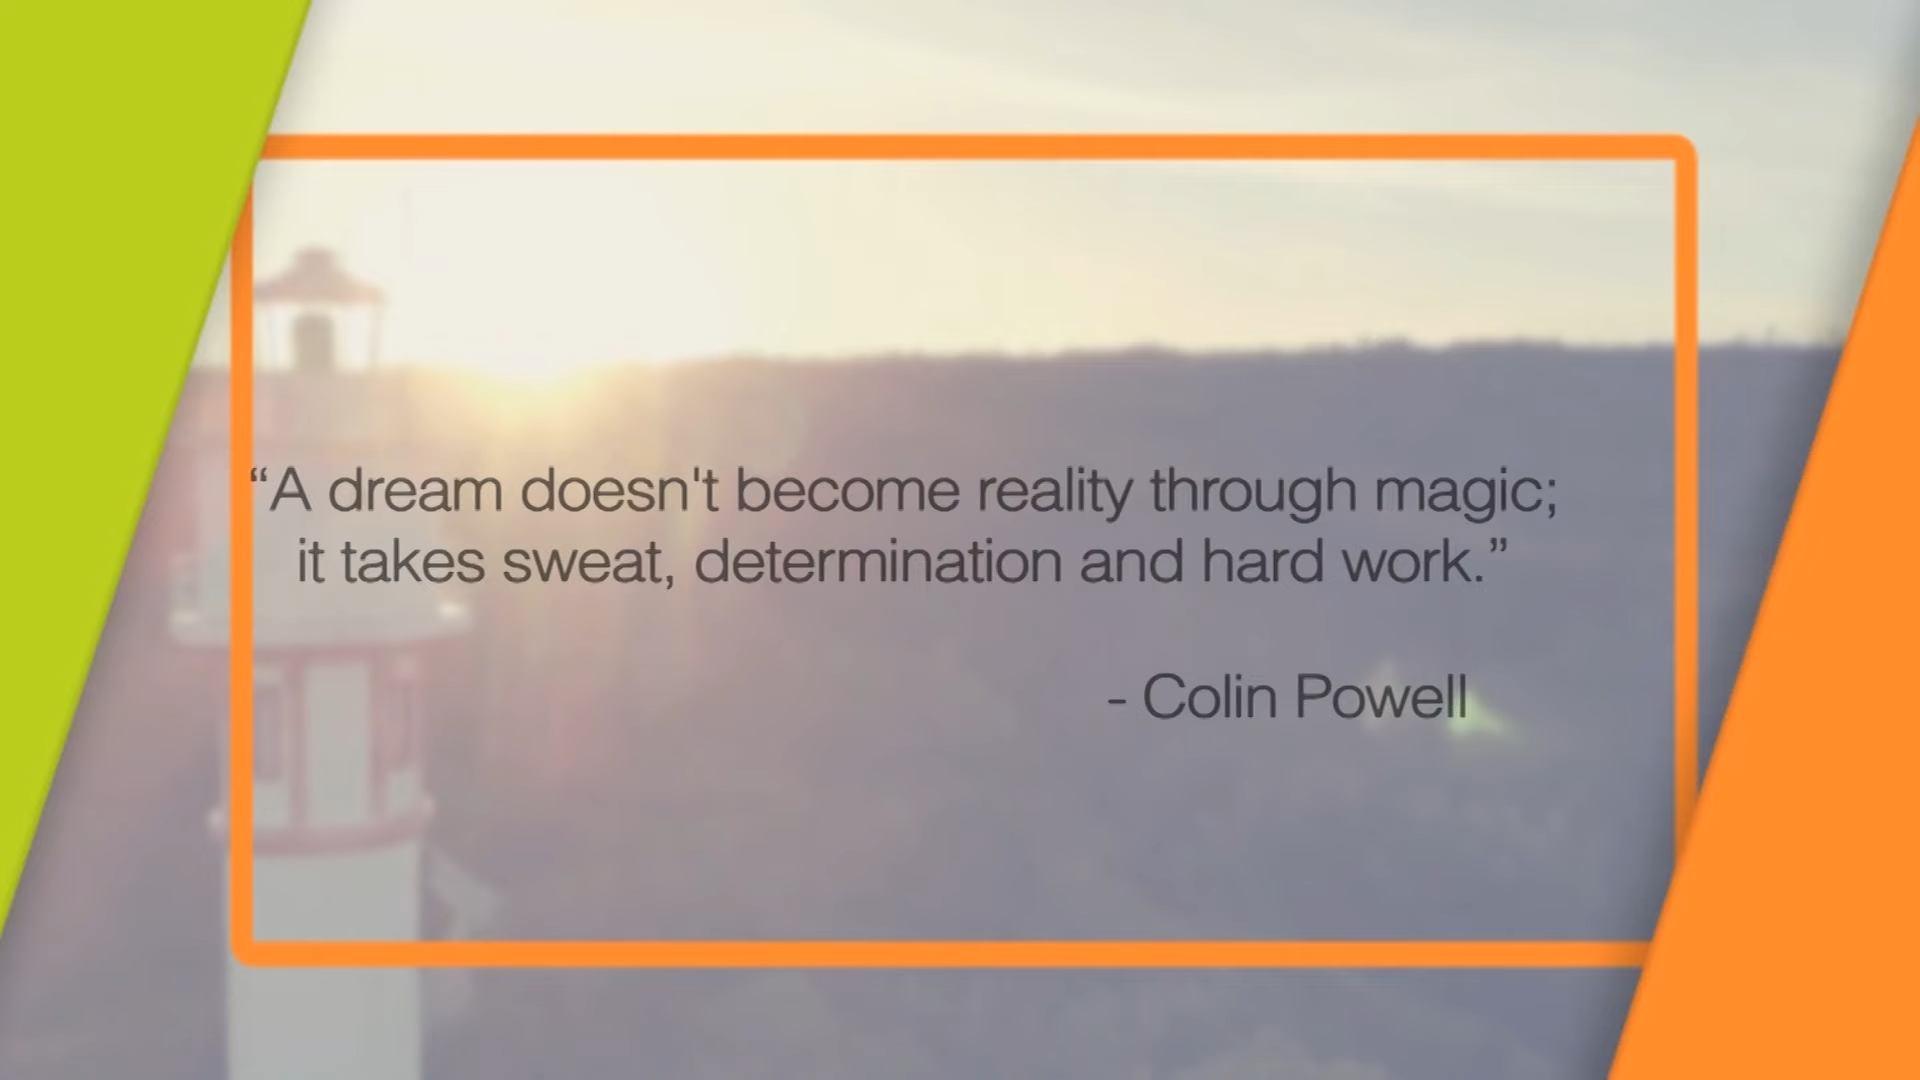 “A dream doesn't become reality through magic;
it takes sweat, determination and hard work.”
- Colin Powell